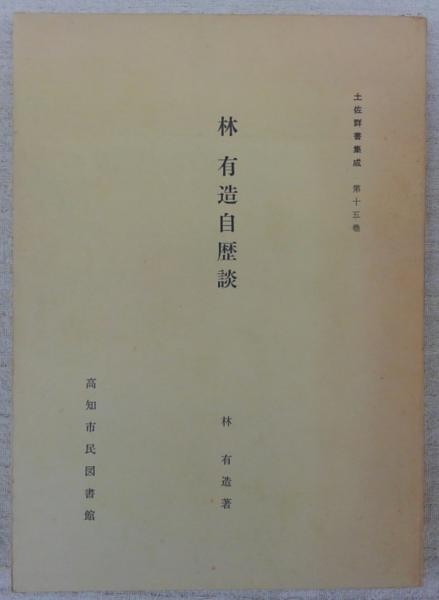 土佐群書集成　第十五巻
林　有造自歴談
林　有造著
高知市民図書館